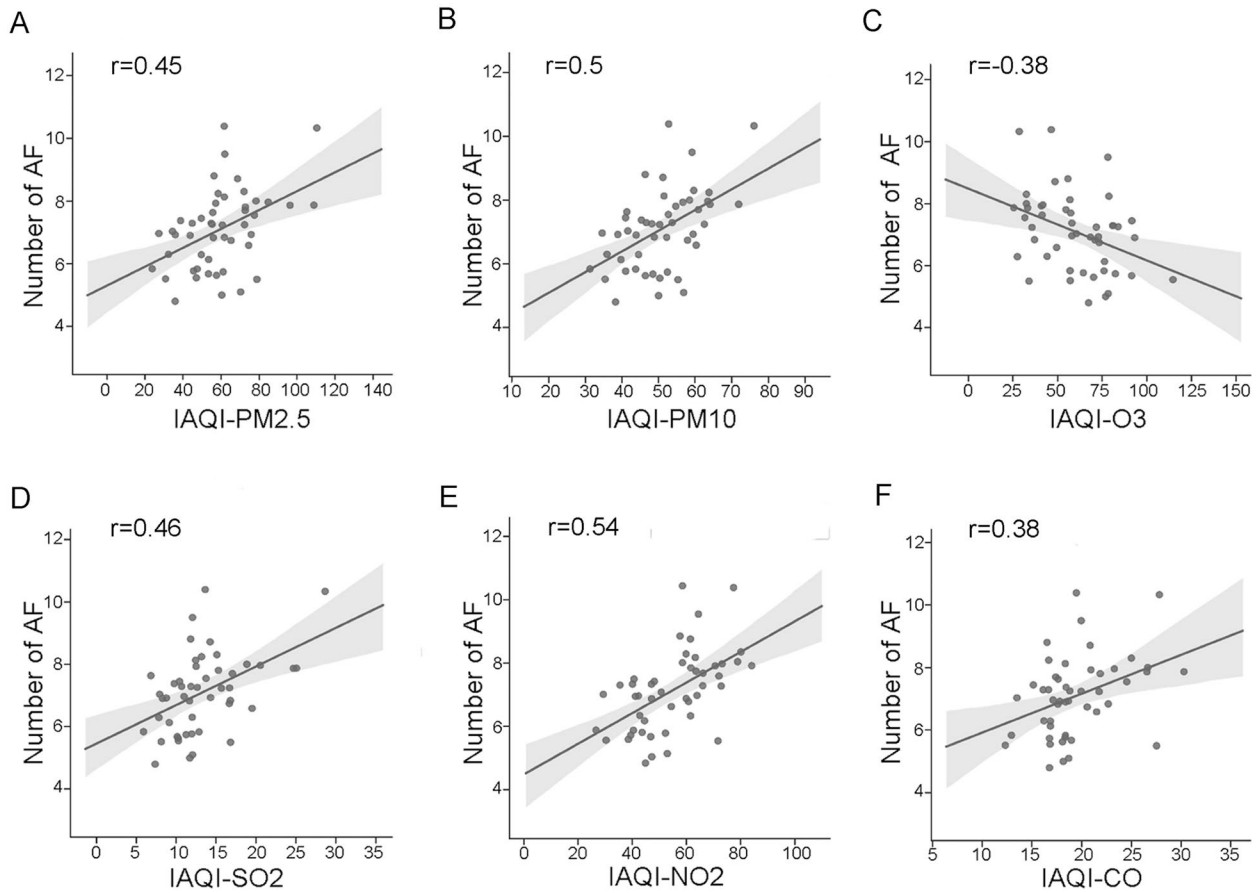 A
r=0.45
Number of AF
12
10
8
6
4
0 20 40 60 80 100 120 140
IAQI-PM2.5
B
r=0.5
Number of AF
12
10
8
6
4
10 20 30 40 50 60 70 80 90
IAQI-PM10
C
r=-0.38
Number of AF
12
10
8
6
4
0 25 50 75 100 125 150
IAQI-O3
D
r=0.46
Number of AF
12
10
8
6
4
0 5 10 15 20 25 30 35
IAQI-SO2
E
r=0.54
Number of AF
12
10
8
6
4
0 20 40 60 80 100
IAQI-NO2
F
r=0.38
Number of AF
12
10
8
6
4
5 10 15 20 25 30 35
IAQI-CO